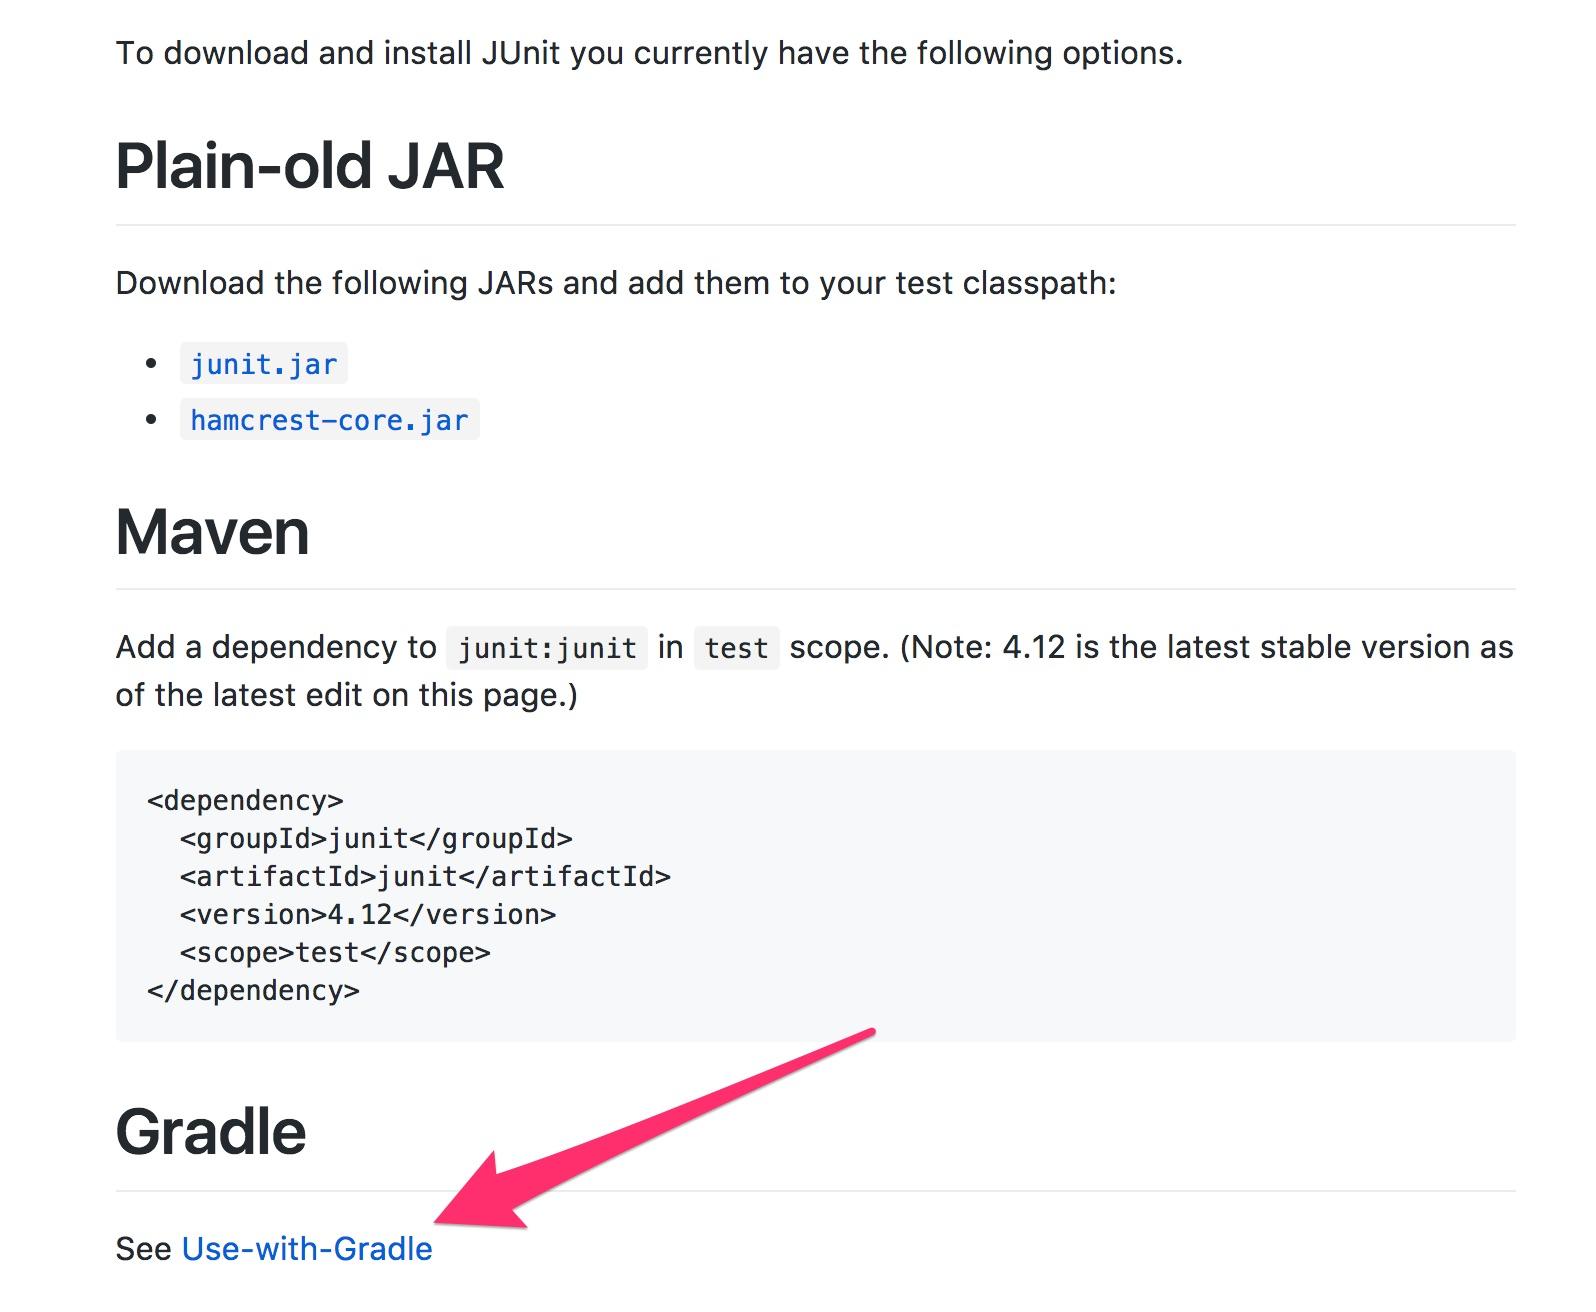 To download and install JUnit you currently have the following options.
Plain-old JAR
Download the following JARs and add them to your test classpath:
• junit.jar
• hamcrest-core.jar
Maven
Add a dependency to junit:junit in test scope. (Note: 4.12 is the latest stable version as
of the latest edit on this page.)
<dependency>
  <groupId>junit</groupId>
  <artifactId>junit</artifactId>
  <version>4.12</version>
  <scope>test</scope>
</dependency>
Gradle
See Use-with-Gradle